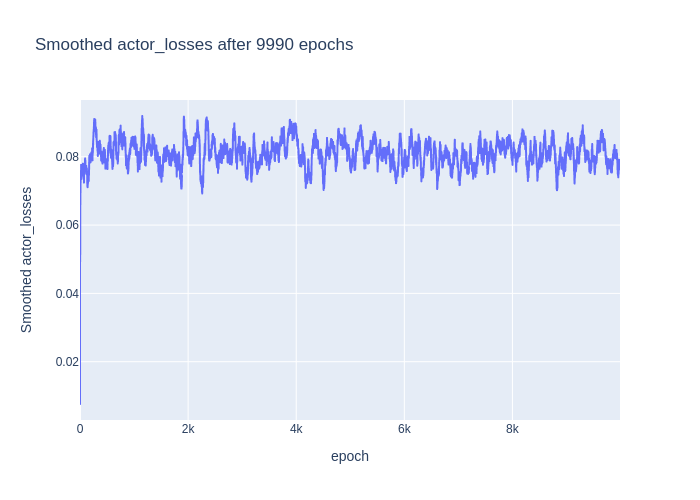 Smoothed actor_losses after 9990 epochs
Smoothed actor_losses
0.08
0.06
0.04
0.02
0
2k
4k
6k
8k
epoch